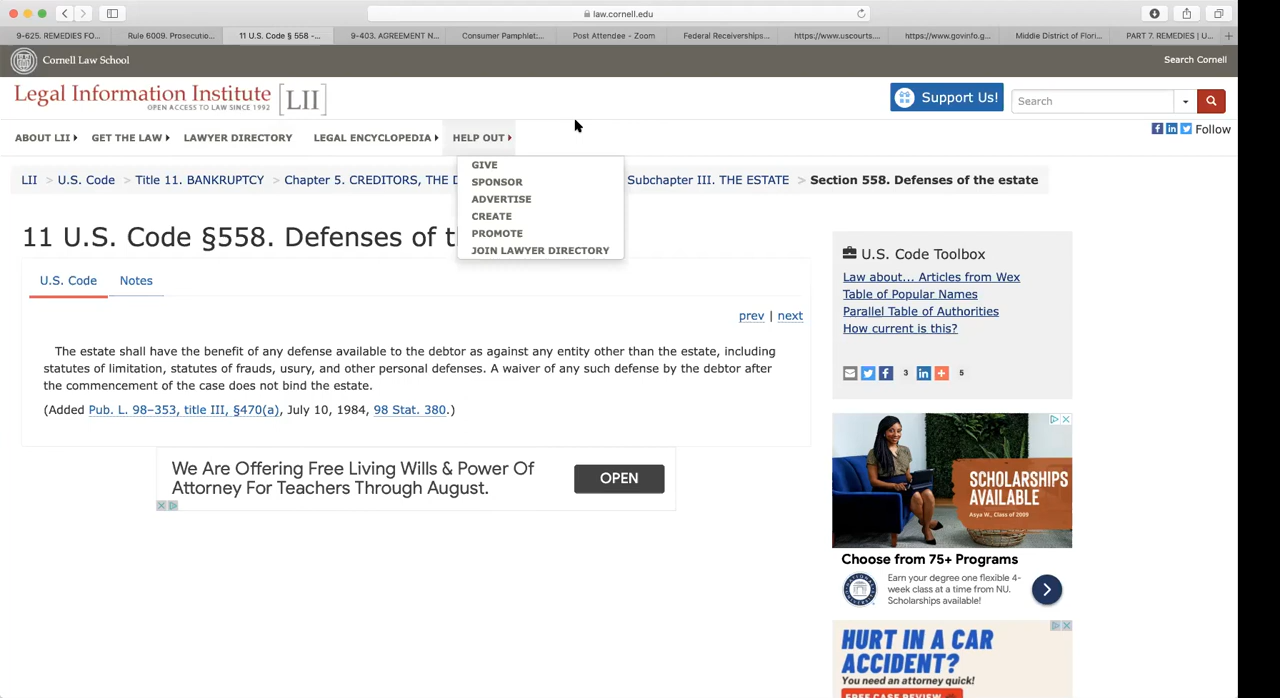 law.cornell.edu
9-625. REMEDIES FO...
Rule 6009. Prosecutio...
11 U.S. Code § 558 -...
9-403. AGREEMENT N...
Consumer Pamphlet:...
Post Attendee - Zoom
Federal Receiverships...
https://www.uscourts....
https://www.govinfo.g...
Middle District of Flori...
PART 7. REMEDIES | U...
Cornell Law School
Search Cornell
Legal Information Institute [LII]
OPEN ACCESS TO LAW SINCE 1992
Support Us!
Search
ABOUT LII
GET THE LAW
LAWYER DIRECTORY
LEGAL ENCYCLOPEDIA
HELP OUT
Follow
GIVE
SPONSOR
ADVERTISE
CREATE
PROMOTE
JOIN LAWYER DIRECTORY
LII > U.S. Code > Title 11. BANKRUPTCY > Chapter 5. CREDITORS, THE D Subchapter III. THE ESTATE > Section 558. Defenses of the estate
11 U.S. Code §558. Defenses of t
U.S. Code
Notes
prev | next
The estate shall have the benefit of any defense available to the debtor as against any entity other than the estate, including
statutes of limitation, statutes of frauds, usury, and other personal defenses. A waiver of any such defense by the debtor after
the commencement of the case does not bind the estate.
(Added Pub. L. 98–353, title III, §470(a), July 10, 1984, 98 Stat. 380.)
We Are Offering Free Living Wills & Power Of
Attorney For Teachers Through August.
OPEN
U.S. Code Toolbox
Law about... Articles from Wex
Table of Popular Names
Parallel Table of Authorities
How current is this?
3
5
SCHOLARSHIPS
AVAILABLE
Asya W., Class of 2009
Choose from 75+ Programs
Earn your degree one flexible 4-
week class at a time from NU.
Scholarships available!
HURT IN A CAR
ACCIDENT?
You need an attorney quick!
FREE CASE REVIEW